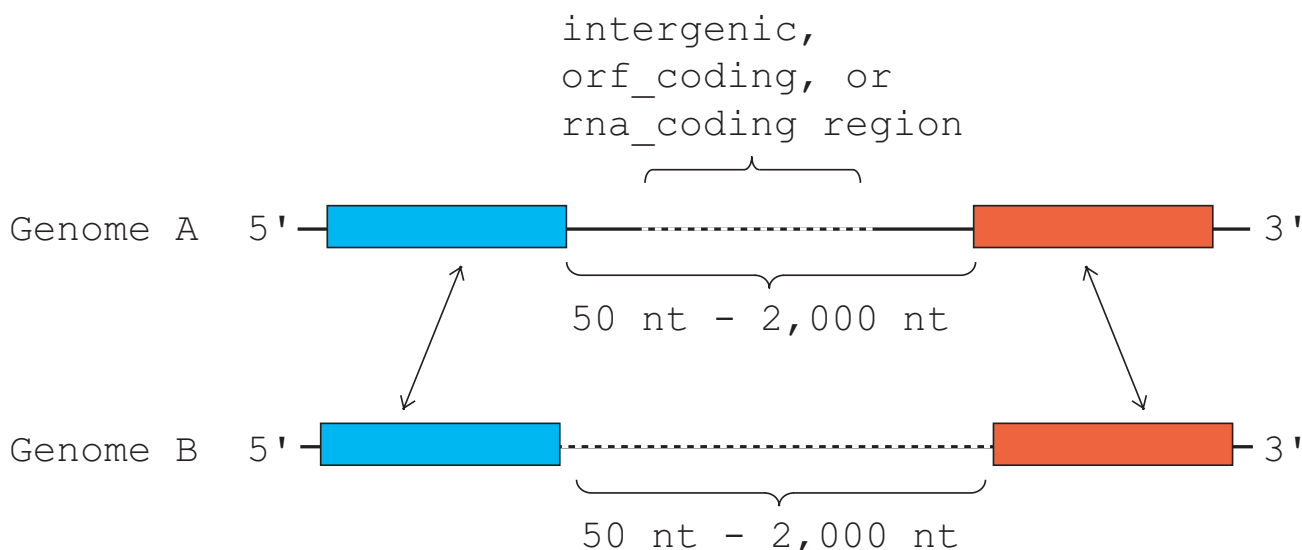 intergenic,
orf_coding, or
rna_coding region
Genome A 5' 3'
50 nt - 2,000 nt
Genome B 5' 3'
50 nt - 2,000 nt